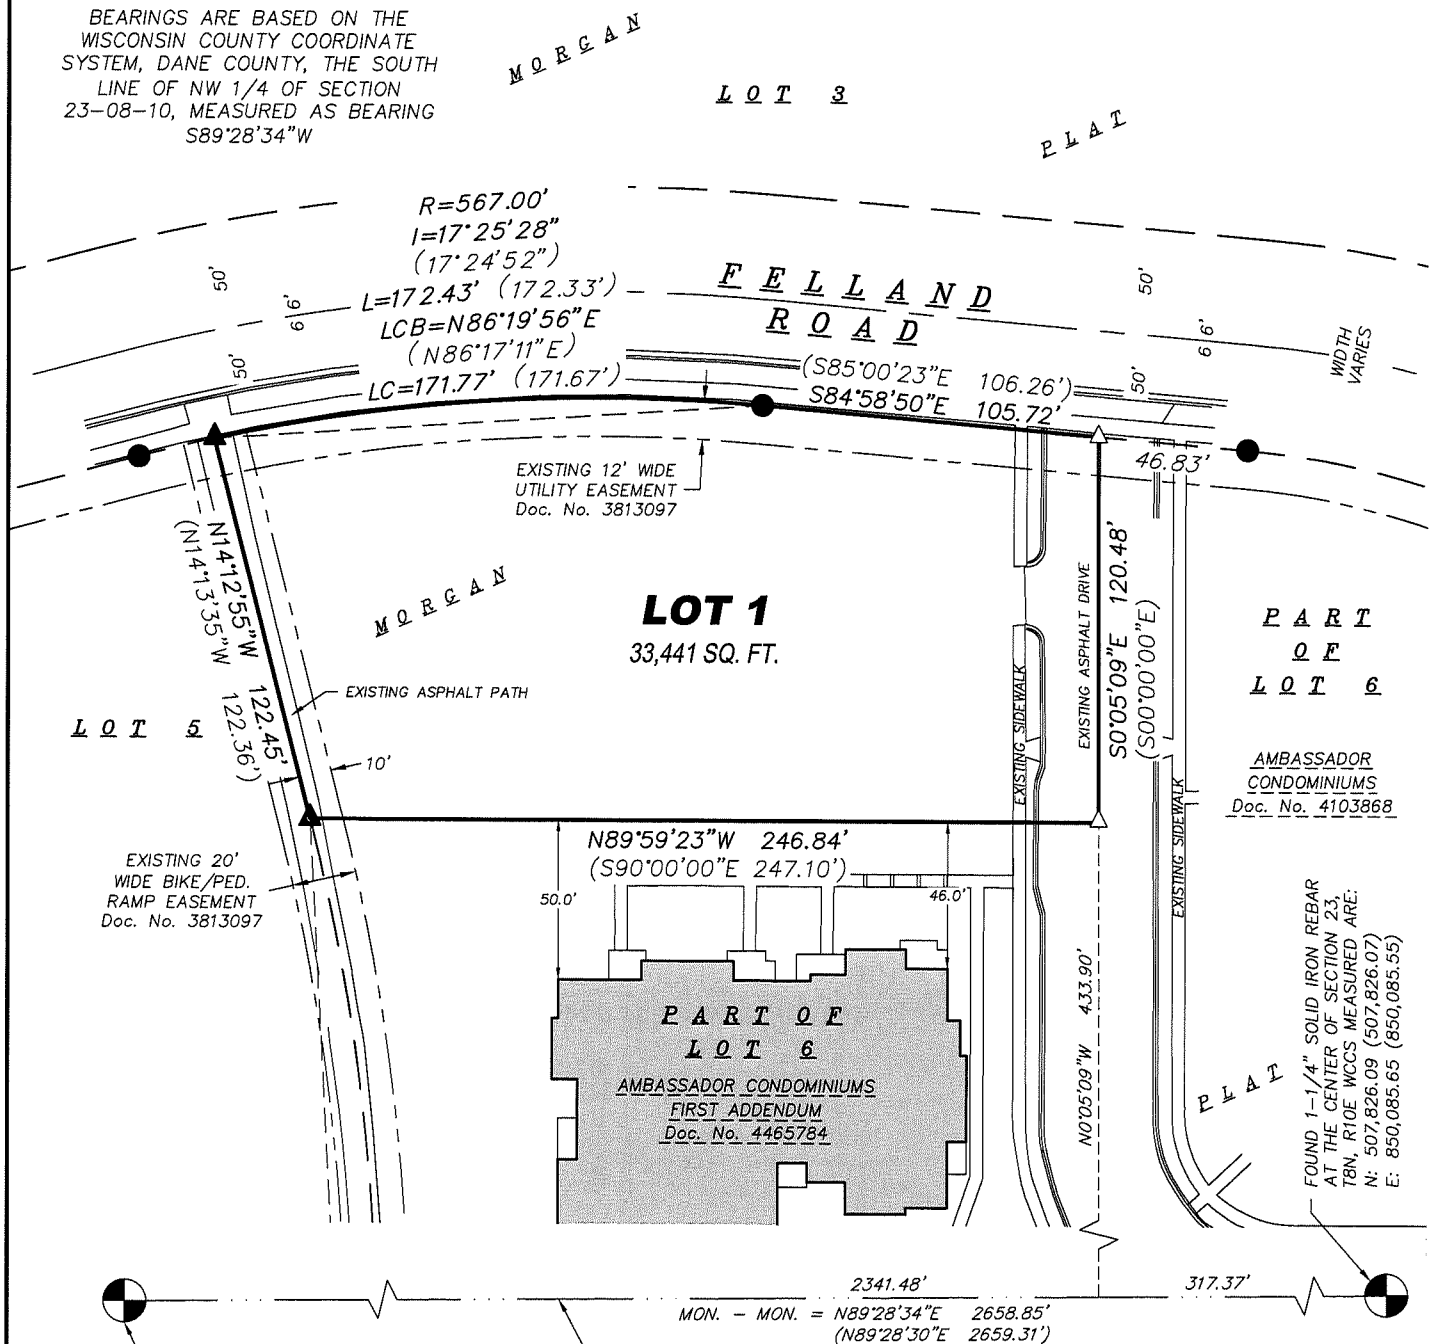 BEARINGS ARE BASED ON THE
WISCONSIN COUNTY COORDINATE
SYSTEM, DANE COUNTY, THE SOUTH
LINE OF NW 1/4 OF SECTION
23-08-10, MEASURED AS BEARING
S89°28'34"W
MORGAN
LOT 3
PLAT
R=567.00'
I=17°25'28"
(17°24'52")
L=172.43' (172.33')
LCB=N86°19'56"E
(N86°17'11"E)
LC=171.77' (171.67')
50'
6'6'
50'
FELLAND
ROAD
50'
6'6'
50'
WIDTH
VARIES
(S85°00'23"E 106.26')
S84°58'50"E 105.72'
46.83'
EXISTING 12' WIDE
UTILITY EASEMENT
Doc. No. 3813097
N14°12'55"W 122.45'
(N14°13'35"W 122.36')
MORGAN
LOT 1
33,441 SQ. FT.
EXISTING ASPHALT PATH
LOT 5
10'
EXISTING SIDEWALK
EXISTING ASPHALT DRIVE
S0°05'09"E 120.48'
(S00°00'00"E)
PART
OF
LOT 6
AMBASSADOR
CONDOMINIUMS
Doc. No. 4103868
EXISTING SIDEWALK
N89°59'23"W 246.84'
(S90°00'00"E 247.10')
EXISTING 20'
WIDE BIKE/PED.
RAMP EASEMENT
Doc. No. 3813097
50.0'
46.0'
PART OF
LOT 6
AMBASSADOR CONDOMINIUMS
FIRST ADDENDUM
Doc. No. 4465784
N0°05'09"W 433.90'
PLAT
FOUND 1-1/4" SOLID IRON REBAR
AT THE CENTER OF SECTION 23,
T8N, R10E WCCS MEASURED ARE:
N: 507,826.09 (507,826.07)
E: 850,085.65 (850,085.55)
2341.48'
317.37'
MON. - MON. = N89°28'34"E 2658.85'
(N89°28'30"E 2659.31')